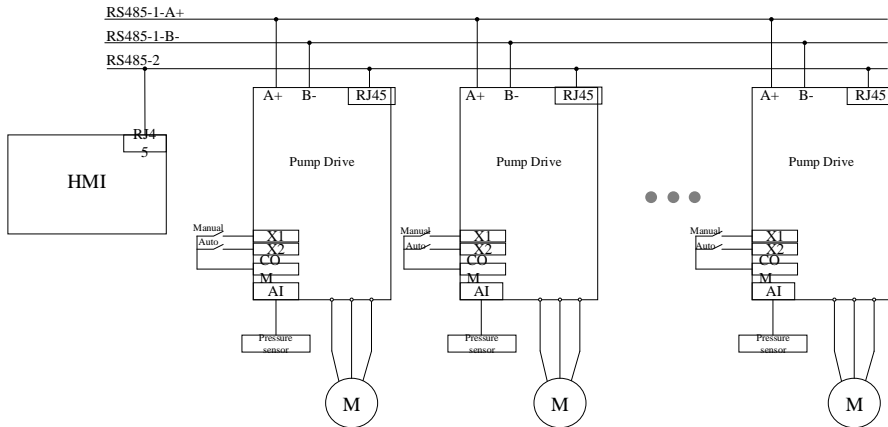 RS485-1-A+
RS485-1-B-
RS485-2
A+ B- RJ45
A+ B- RJ45
A+ B- RJ45
RJ4
5
HMI
Pump Drive
Pump Drive
Pump Drive
Manual
X1
Auto
X2
CO
M
AI
Pressure
sensor
M
Manual
X1
Auto
X2
CO
M
AI
Pressure
sensor
M
Manual
X1
Auto
X2
CO
M
AI
Pressure
sensor
M